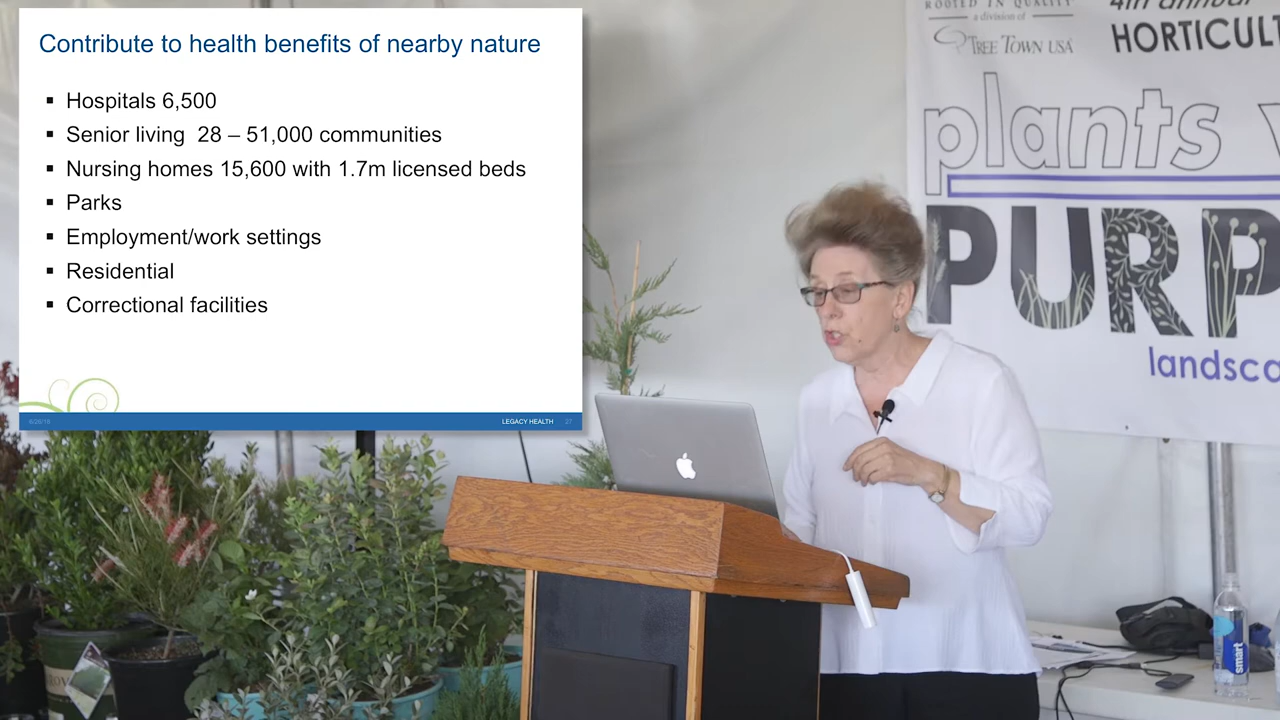 Contribute to health benefits of nearby nature
▪ Hospitals 6,500
▪ Senior living 28 – 51,000 communities
▪ Nursing homes 15,600 with 1.7m licensed beds
▪ Parks
▪ Employment/work settings
▪ Residential
▪ Correctional facilities
LEGACY HEALTH 27
ROOTED IN QUALITY
a division of
TREE TOWN USA
4th annual
HORTICULT
plants
PURP
landsca
smart